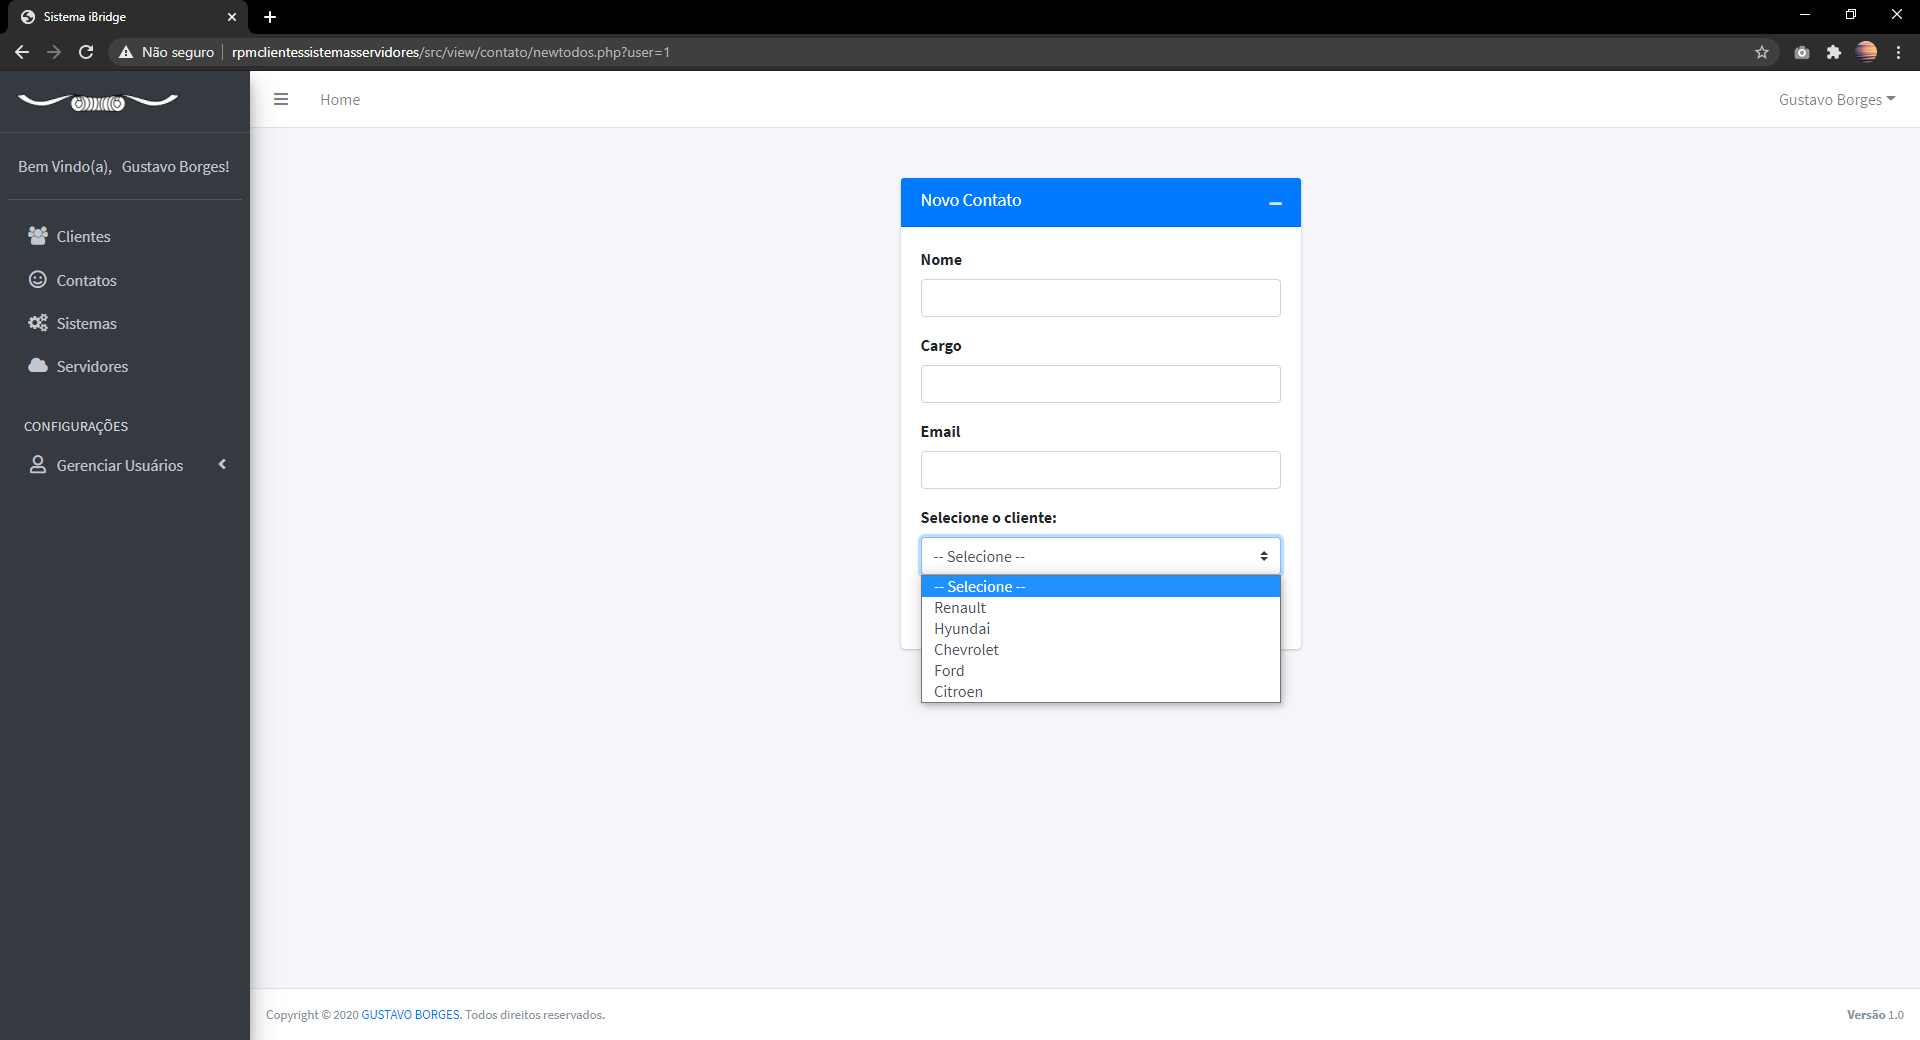 Sistema iBridge
Não seguro
rpmclientessistemasservidores/src/view/contato/newtodos.php?user=1
Home
Gustavo Borges
Bem Vindo(a), Gustavo Borges!
Clientes
Contatos
Sistemas
Servidores
CONFIGURAÇÕES
Gerenciar Usuários
Novo Contato
Nome
Cargo
Email
Selecione o cliente:
-- Selecione --
-- Selecione --
Renault
Hyundai
Chevrolet
Ford
Citroen
Copyright © 2020 GUSTAVO BORGES. Todos direitos reservados.
Versão 1.0